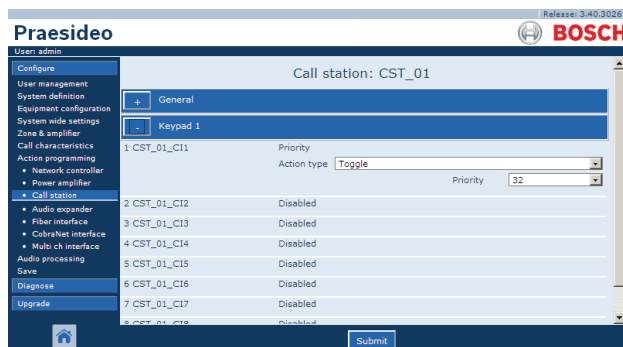 Release: 3.40.3026
Praesideo
BOSCH
User: admin
Configure
User management
System definition
Equipment configuration
System wide settings
Zone & amplifier
Call characteristics
Action programming
• Network controller
• Power amplifier
• Call station
• Audio expander
• Fiber interface
• CobraNet interface
• Multi ch interface
Audio processing
Save
Diagnose
Upgrade
Call station: CST_01
+ General
- Keypad 1
1 CST_01_CI1 Priority
Action type Toggle
Priority 32
2 CST_01_CI2 Disabled
3 CST_01_CI3 Disabled
4 CST_01_CI4 Disabled
5 CST_01_CI5 Disabled
6 CST_01_CI6 Disabled
7 CST_01_CI7 Disabled
8 CST_01_CI8 Disabled
Submit